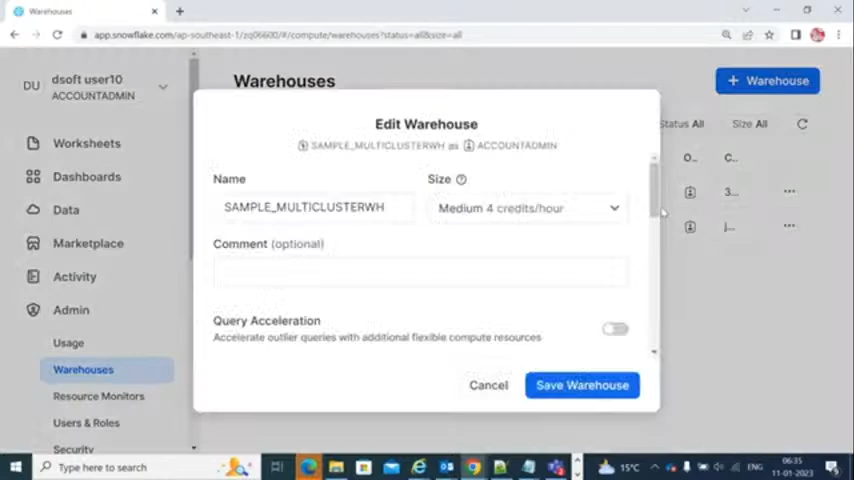 Warehouses
app.snowflake.com/ap-southeast-1/zq06600/#/compute/warehouses?status=all&size=all
DU
dsoft user10
ACCOUNTADMIN
Warehouses
+ Warehouse
Status All
Size All
O...
C...
3...
j...
Worksheets
Dashboards
Data
Marketplace
Activity
Admin
Usage
Warehouses
Resource Monitors
Users & Roles
Security
Edit Warehouse
SAMPLE_MULTICLUSTERWH as ACCOUNTADMIN
Name
Size
SAMPLE_MULTICLUSTERWH
Medium 4 credits/hour
Comment (optional)
Query Acceleration
Accelerate outlier queries with additional flexible compute resources
Cancel
Save Warehouse
Type here to search
15°C
ENG
06:35
11-01-2023